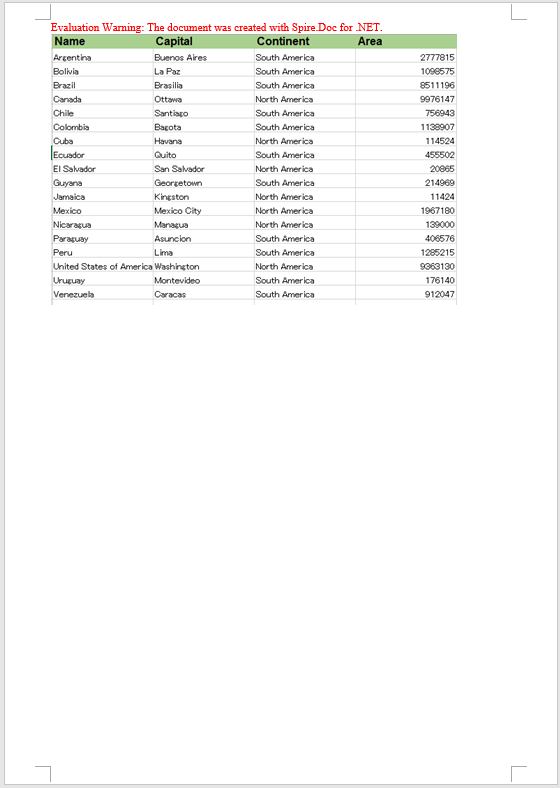 Evaluation Warning: The document was created with Spire.Doc for .NET.
Name Capital Continent Area
Argentina Buenos Aires South America 2777815
Bolivia La Paz South America 1098575
Brazil Brasilia South America 8511196
Canada Ottawa North America 9976147
Chile Santiago South America 756943
Colombia Bagota South America 1138907
Cuba Havana North America 114524
Ecuador Quito South America 455502
El Salvador San Salvador North America 20865
Guyana Georgetown South America 214969
Jamaica Kingston North America 11424
Mexico Mexico City North America 1967180
Nicaragua Managua North America 139000
Paraguay Asuncion South America 406576
Peru Lima South America 1285215
United States of America Washington North America 9363130
Uruguay Montevideo South America 176140
Venezuela Caracas South America 912047